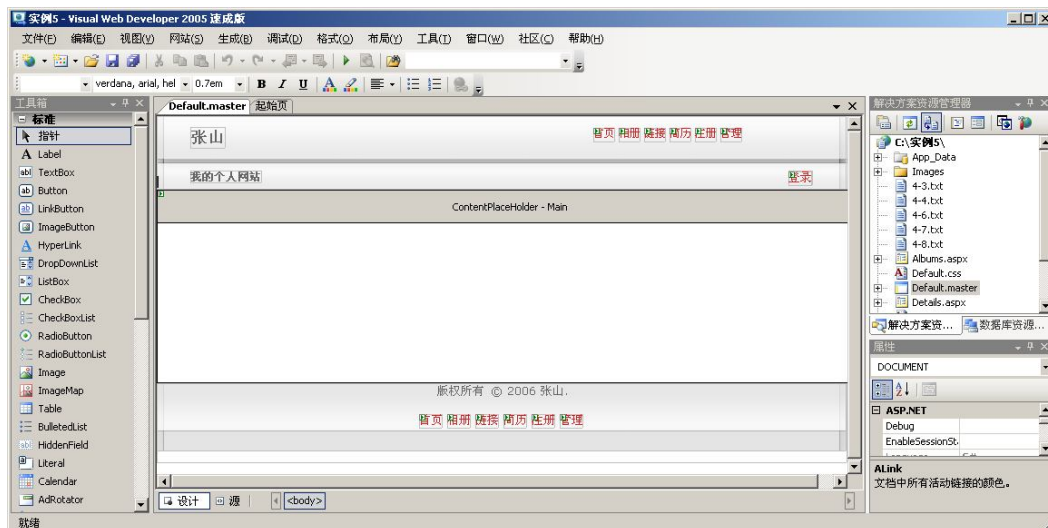 实例5 - Visual Web Developer 2005 速成版
文件(F) 编辑(E) 视图(V) 网站(S) 生成(B) 调试(D) 格式(O) 布局(Y) 工具(T) 窗口(W) 社区(C) 帮助(H)
verdana, arial, hel 0.7em B I U
工具箱
标准
指针
Label
TextBox
Button
LinkButton
ImageButton
HyperLink
DropDownList
ListBox
CheckBox
CheckBoxList
RadioButton
RadioButtonList
Image
ImageMap
Table
BulletedList
HiddenField
Literal
Calendar
AdRotator
Default.master 起始页
张山
首页 相册 链接 简历 注册 管理
我的个人网站 登录
ContentPlaceHolder - Main
版权所有 © 2006 张山.
首页 相册 链接 简历 注册 管理
设计 源 <body>
解决方案资源管理器
C:\实例5\
App_Data
Images
4-3.txt
4-4.txt
4-6.txt
4-7.txt
4-8.txt
Albums.aspx
Default.css
Default.master
Details.aspx
解决方案资... 数据库资源...
属性
DOCUMENT
ASP.NET
Debug
EnableSessionSt
ALink
文档中所有活动链接的颜色。
就绪